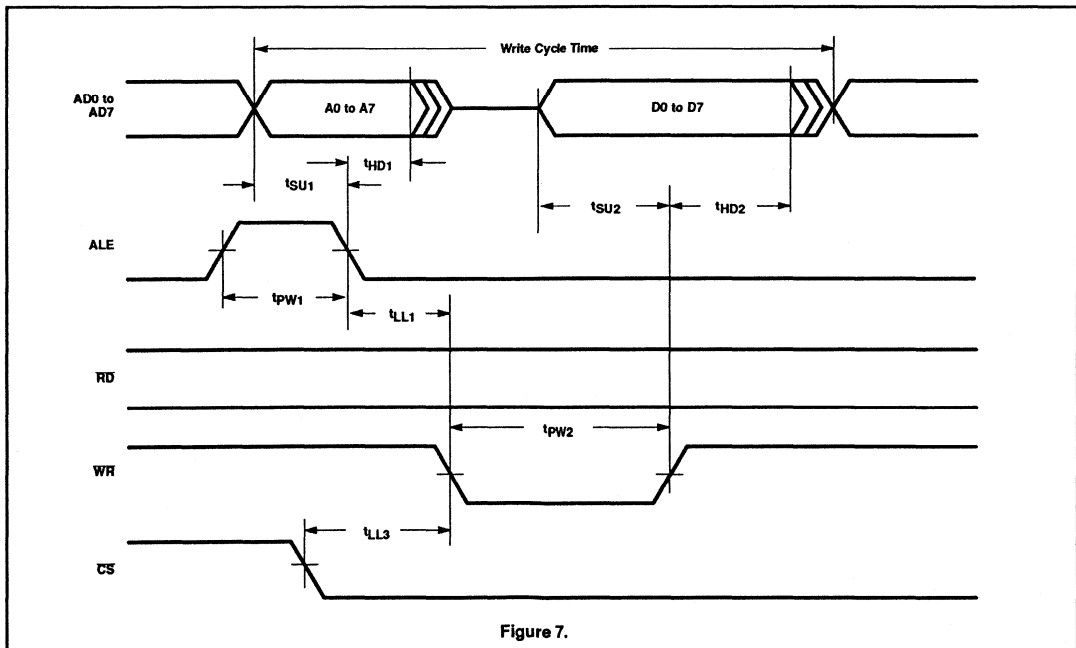 Write Cycle Time
AD0 to
AD7
A0 to A7
D0 to D7
tHD1
tSU1
tSU2
tHD2
ALE
tPW1
tLL1
RD
tPW2
WR
tLL3
CS
Figure 7.